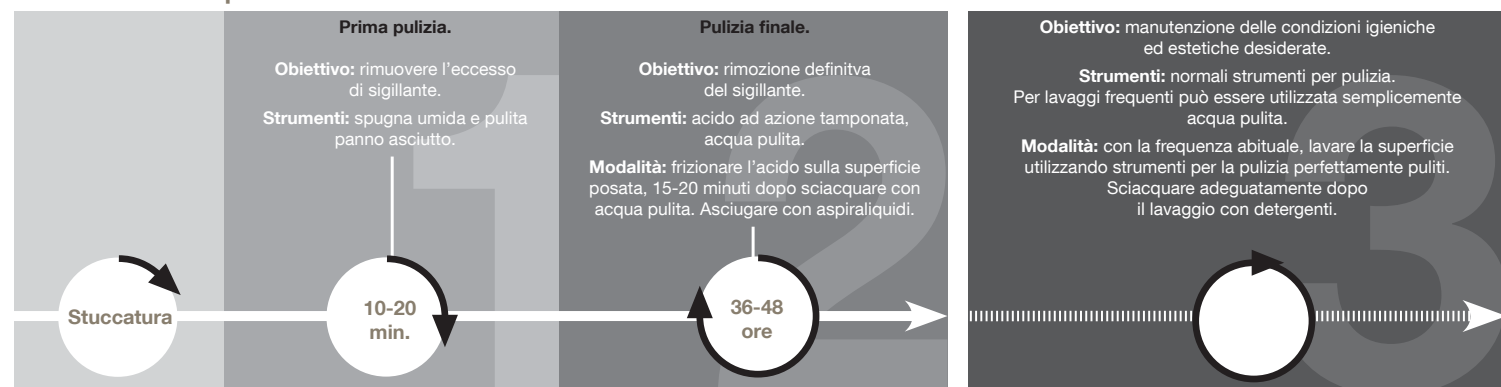 Prima pulizia.
Obiettivo: rimuovere l'eccesso
di sigillante.
Strumenti: spugna umida e pulita
panno asciutto.
Pulizia finale.
Obiettivo: rimozione definitva
del sigillante.
Strumenti: acido ad azione tamponata,
acqua pulita.
Modalità: frizionare l'acido sulla superficie
posata, 15-20 minuti dopo sciacquare con
acqua pulita. Asciugare con aspiraliquidi.
Obiettivo: manutenzione delle condizioni igieniche
ed estetiche desiderate.
Strumenti: normali strumenti per pulizia.
Per lavaggi frequenti può essere utilizzata semplicemente
acqua pulita.
Modalità: con la frequenza abituale, lavare la superficie
utilizzando strumenti per la pulizia perfettamente puliti.
Sciacquare adeguatamente dopo
il lavaggio con detergenti.
1
2
3
Stuccatura
10-20
min.
36-48
ore